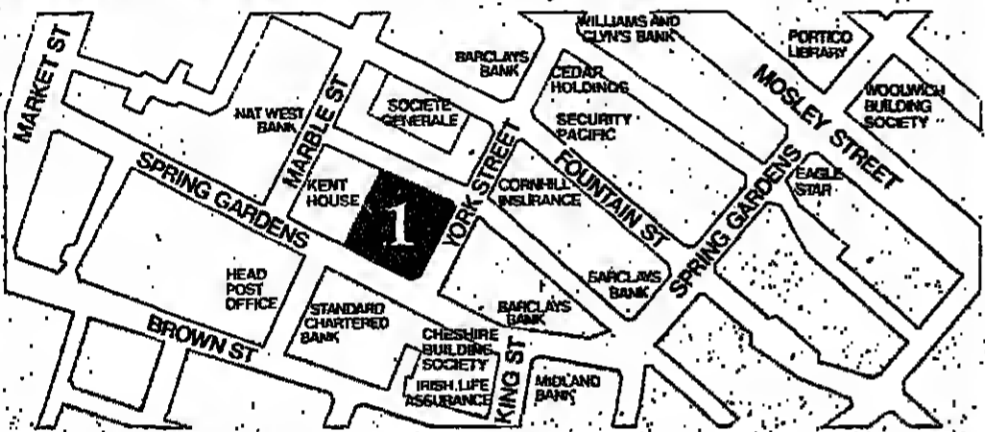 MARKET ST
NAT WEST
BANK
MARBLE ST
SOCIETE
GENERALE
BARCLAYS
BANK
WILLIAMS AND
GLYN'S BANK
CEDAR
HOLDINGS
SECURITY
PACIFIC
PORTICO
LIBRARY
MOSLEY STREET
WOOLWICH
BUILDING
SOCIETY
SPRING GARDENS
KENT
HOUSE
1
YORK STREET
CORNHILL
INSURANCE
FOUNTAIN ST
SPRING GARDENS
EAGLE
STAR
HEAD
POST
OFFICE
STANDARD
CHARTERED
BANK
BARCLAYS
BANK
BARCLAYS
BANK
BROWN ST
CHESHIRE
BUILDING
SOCIETY
IRISH LIFE
ASSURANCE
KING ST
MIDLAND
BANK